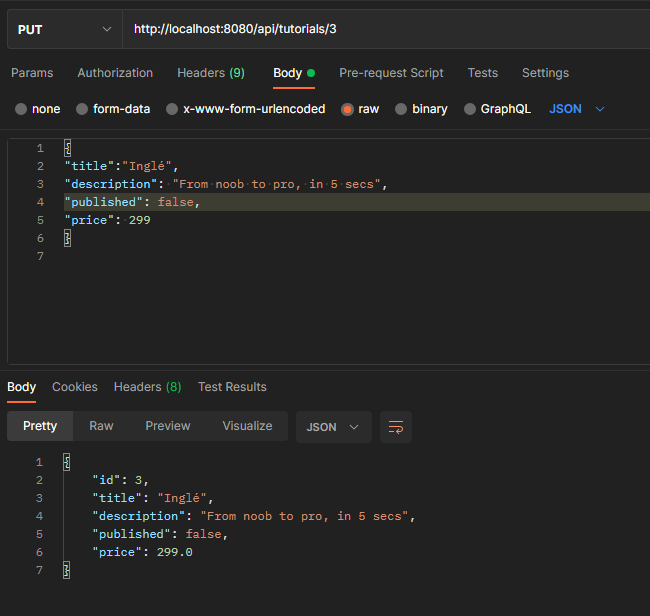 PUT http://localhost:8080/api/tutorials/3
Params Authorization Headers (9) Body Pre-request Script Tests Settings
none form-data x-www-form-urlencoded raw binary GraphQL JSON
1 {
2 "title":"Inglé",
3 "description": "From noob to pro, in 5 secs",
4 "published": false,
5 "price": 299
6 }
7
Body Cookies Headers (8) Test Results
Pretty Raw Preview Visualize JSON
1 {
2 "id": 3,
3 "title": "Inglé",
4 "description": "From noob to pro, in 5 secs",
5 "published": false,
6 "price": 299.0
7 }